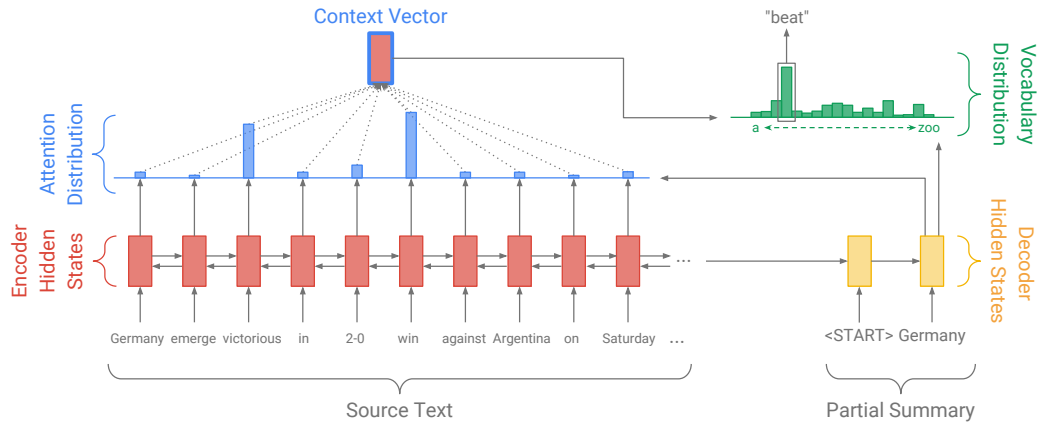 Context Vector
"beat"
Vocabulary
Distribution
a
zoo
Attention
Distribution
Encoder
Hidden
States
...
Decoder
Hidden States
Germany emerge victorious in 2-0 win against Argentina on Saturday ...
<START> Germany
Source Text
Partial Summary